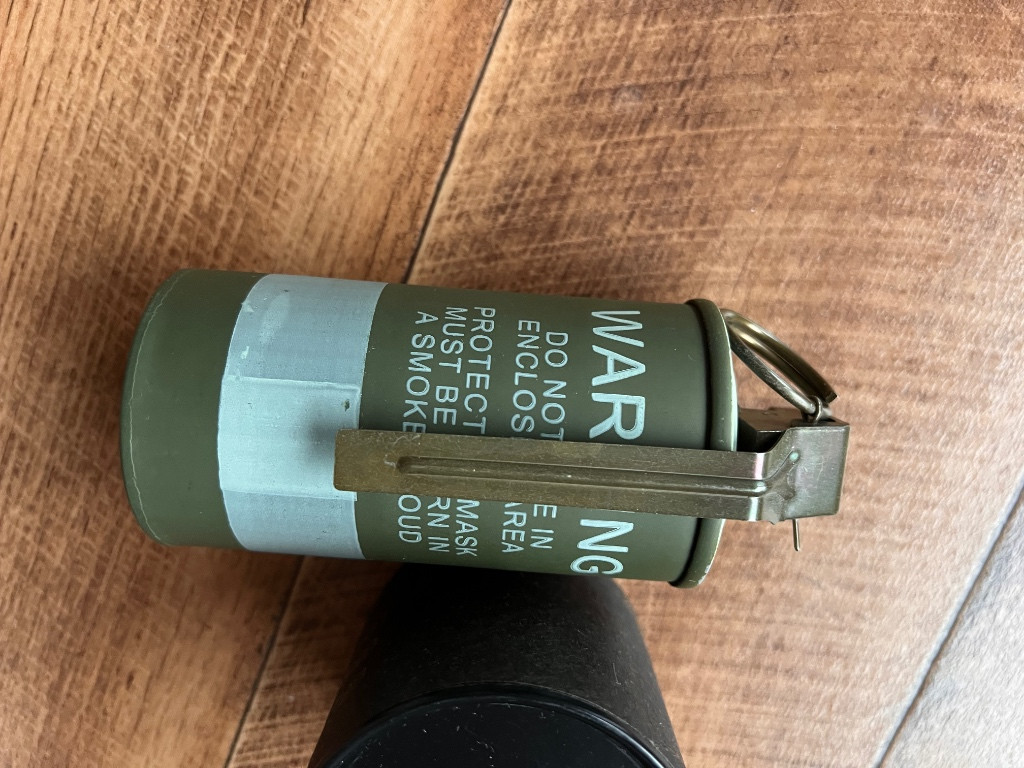 WAR NG
DO NOT E IN
ENCLOS AREA
PROTECT MASK
MUST BE RN IN
A SMOKE OUD